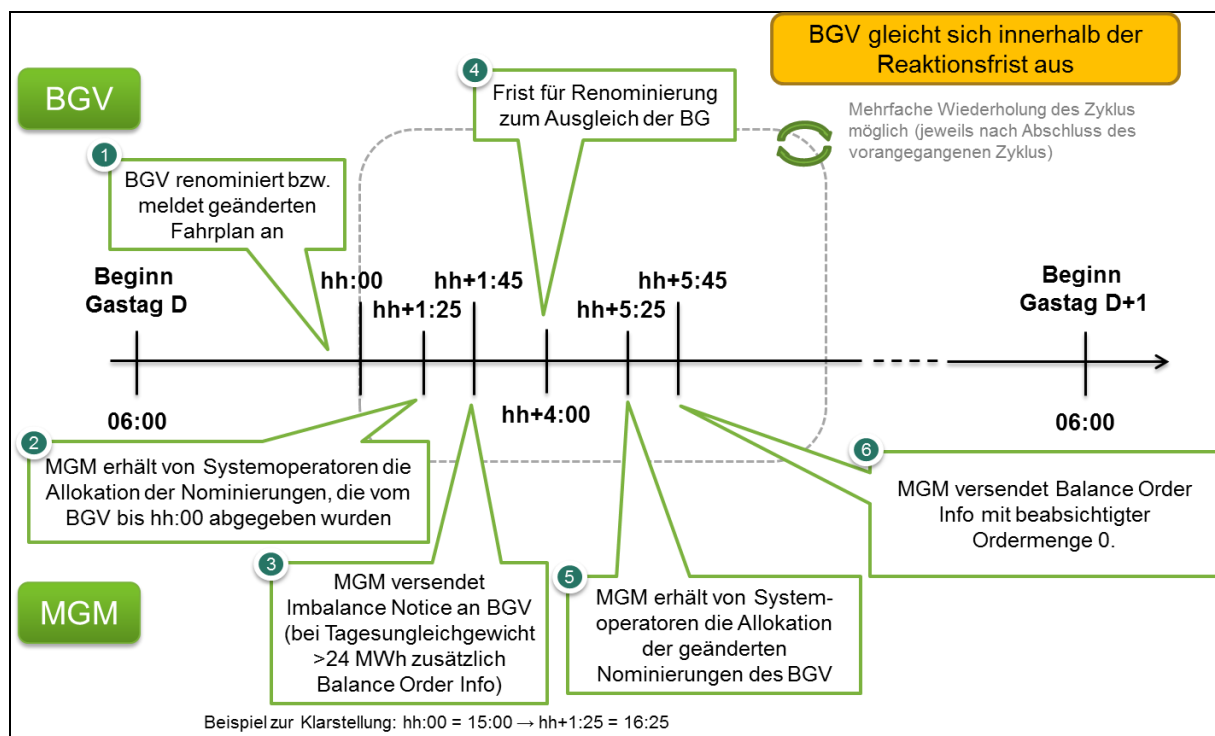 BGV gleicht sich innerhalb der
Reaktionsfrist aus
BGV
4
Frist für Renominierung
zum Ausgleich der BG
Mehrfache Wiederholung des Zyklus
möglich (jeweils nach Abschluss des
vorangegangenen Zyklus)
1
BGV renominiert bzw.
meldet geänderten
Fahrplan an
Beginn
Gastag D
hh:00
hh+1:25
hh+1:45
hh+5:25
hh+5:45
Beginn
Gastag D+1
06:00
hh+4:00
06:00
2
MGM erhält von Systemoperatoren die
Allokation der Nominierungen, die vom
BGV bis hh:00 abgegeben wurden
6
MGM versendet Balance Order
Info mit beabsichtigter
Ordermenge 0.
MGM
3
MGM versendet
Imbalance Notice an BGV
(bei Tagesungleichgewicht
>24 MWh zusätzlich
Balance Order Info)
5
MGM erhält von System-
operatoren die Allokation
der geänderten
Nominierungen des BGV
Beispiel zur Klarstellung: hh:00 = 15:00 → hh+1:25 = 16:25